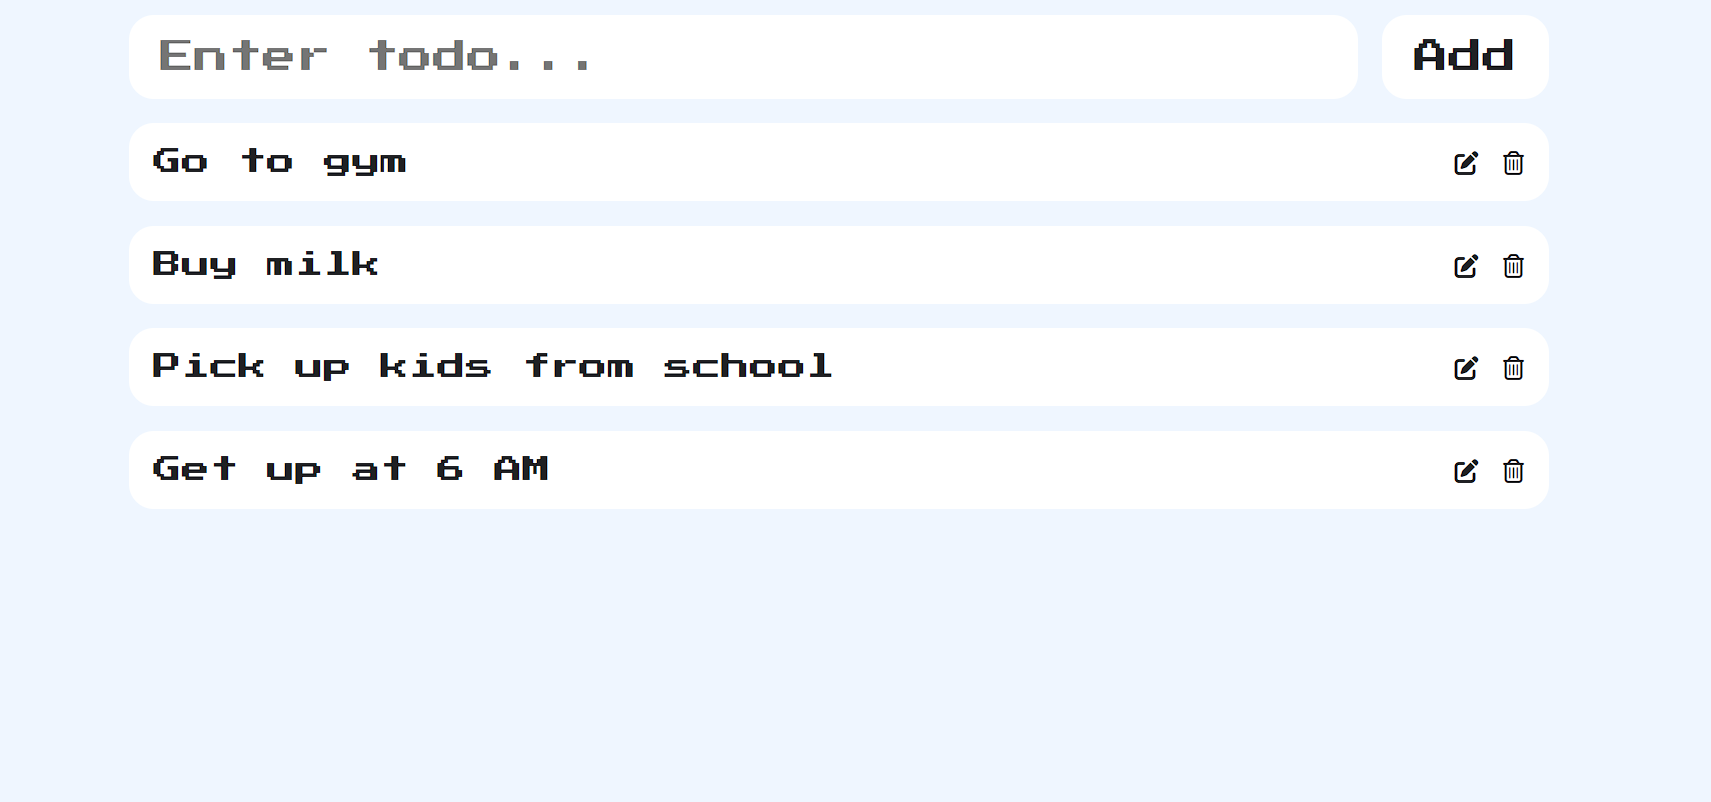 Enter todo...
Add
Go to gym
Buy milk
Pick up kids from school
Get up at 6 AM